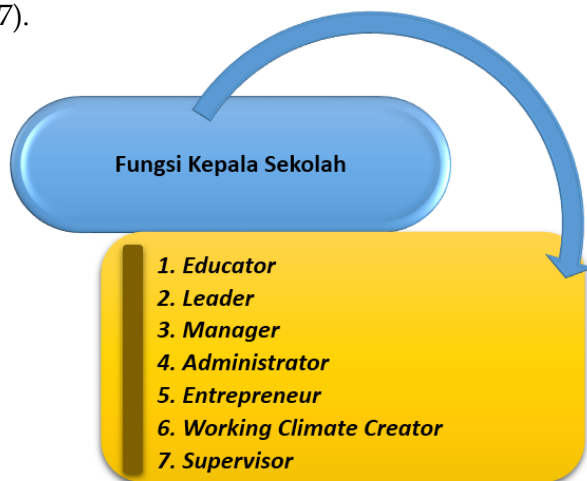 7).
Fungsi Kepala Sekolah
1. Educator
2. Leader
3. Manager
4. Administrator
5. Entrepreneur
6. Working Climate Creator
7. Supervisor